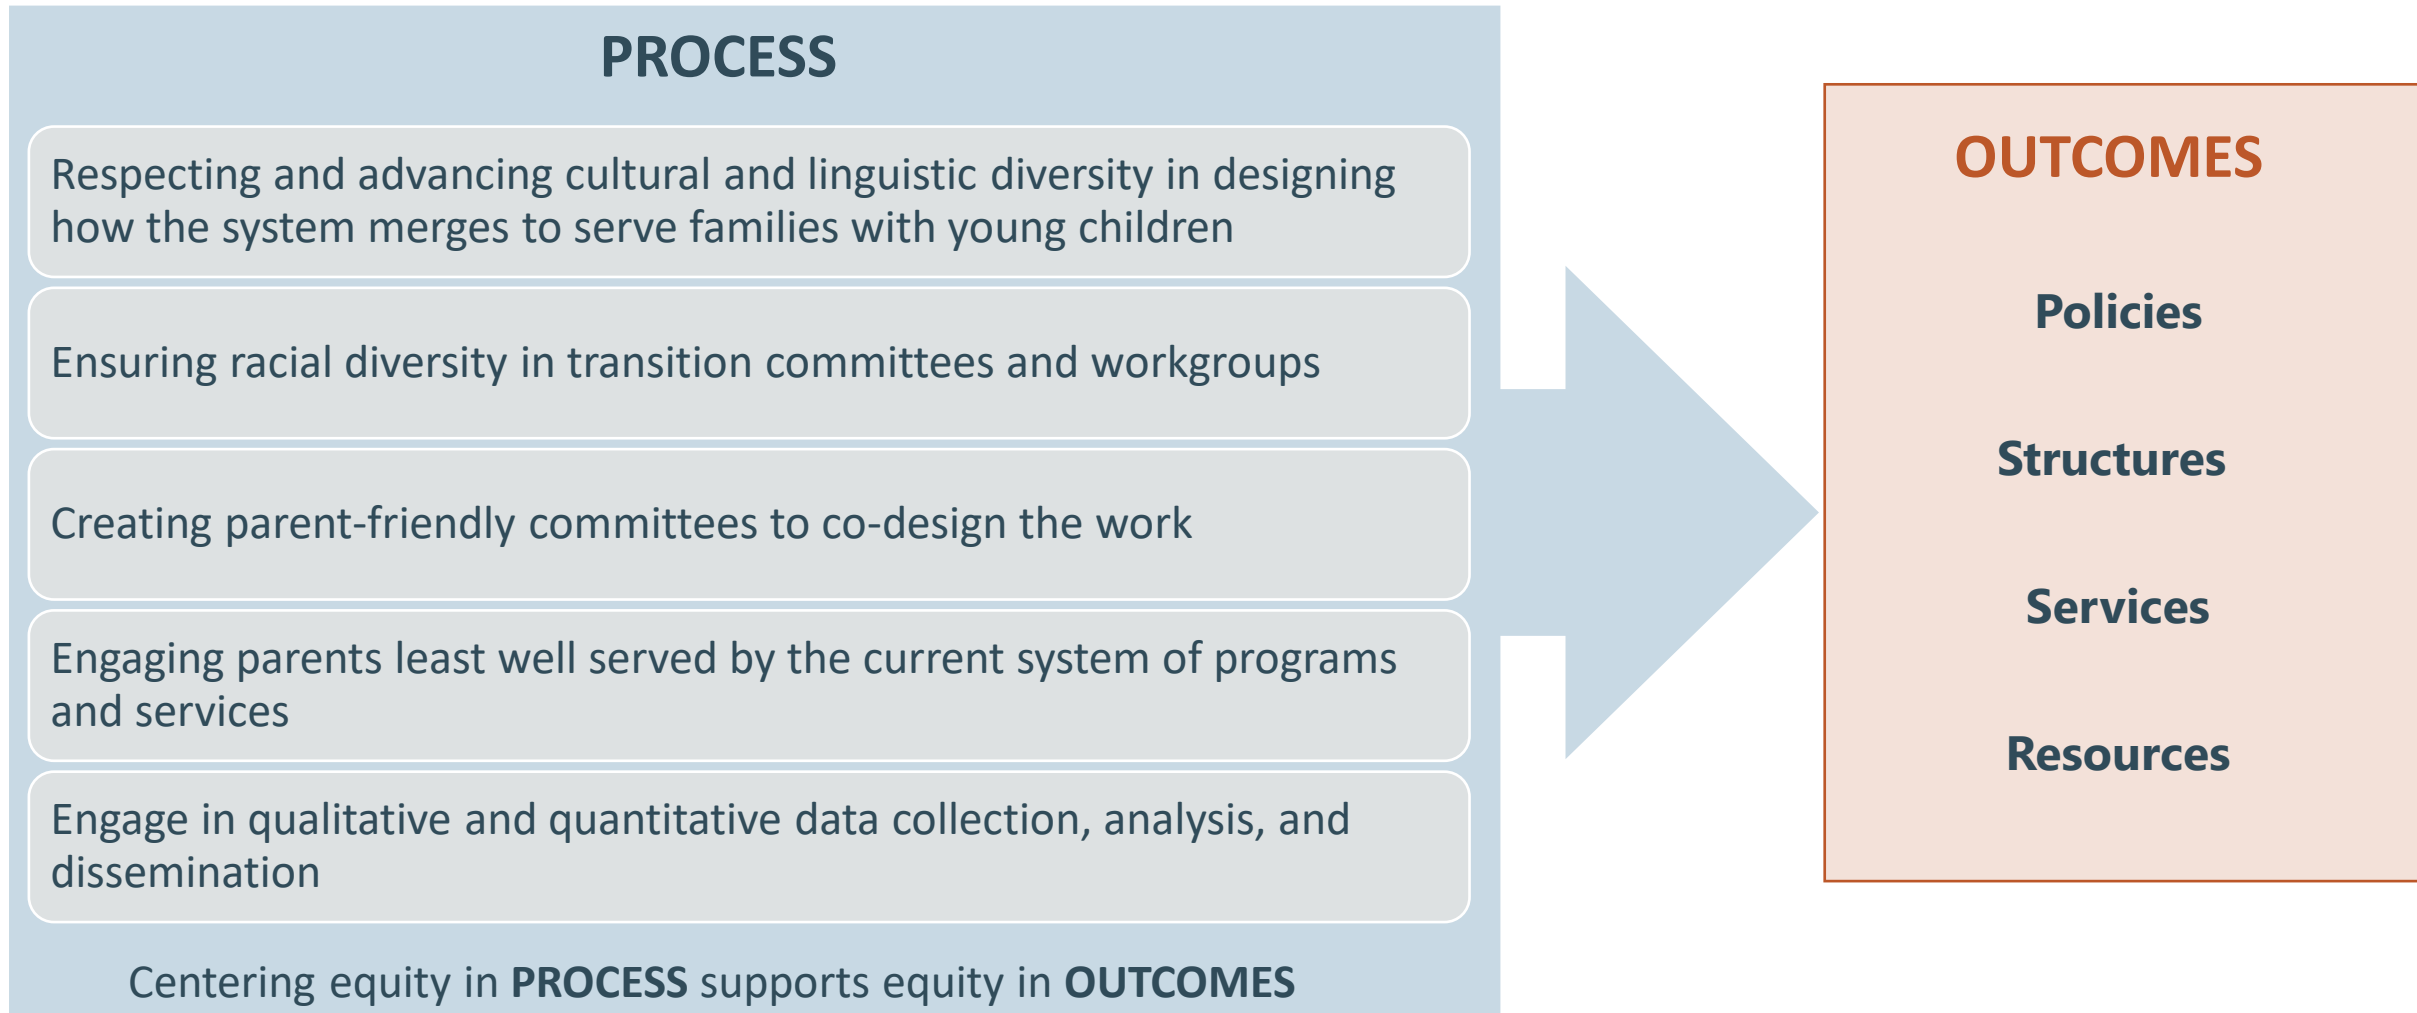 PROCESS
Respecting and advancing cultural and linguistic diversity in designing
how the system merges to serve families with young children
Ensuring racial diversity in transition committees and workgroups
Creating parent-friendly committees to co-design the work
Engaging parents least well served by the current system of programs
and services
Engage in qualitative and quantitative data collection, analysis, and
dissemination
Centering equity in PROCESS supports equity in OUTCOMES
OUTCOMES
Policies
Structures
Services
Resources